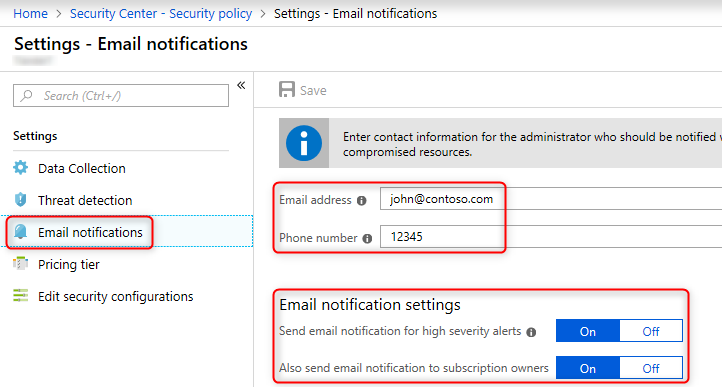 Home > Security Center - Security policy > Settings - Email notifications
Settings - Email notifications
Search (Ctrl+/)
«
Settings
Data Collection
Threat detection
Email notifications
Pricing tier
Edit security configurations
Save
Enter contact information for the administrator who should be notified
compromised resources.
Email address
john@contoso.com
Phone number
12345
Email notification settings
Send email notification for high severity alerts On Off
Also send email notification to subscription owners On Off